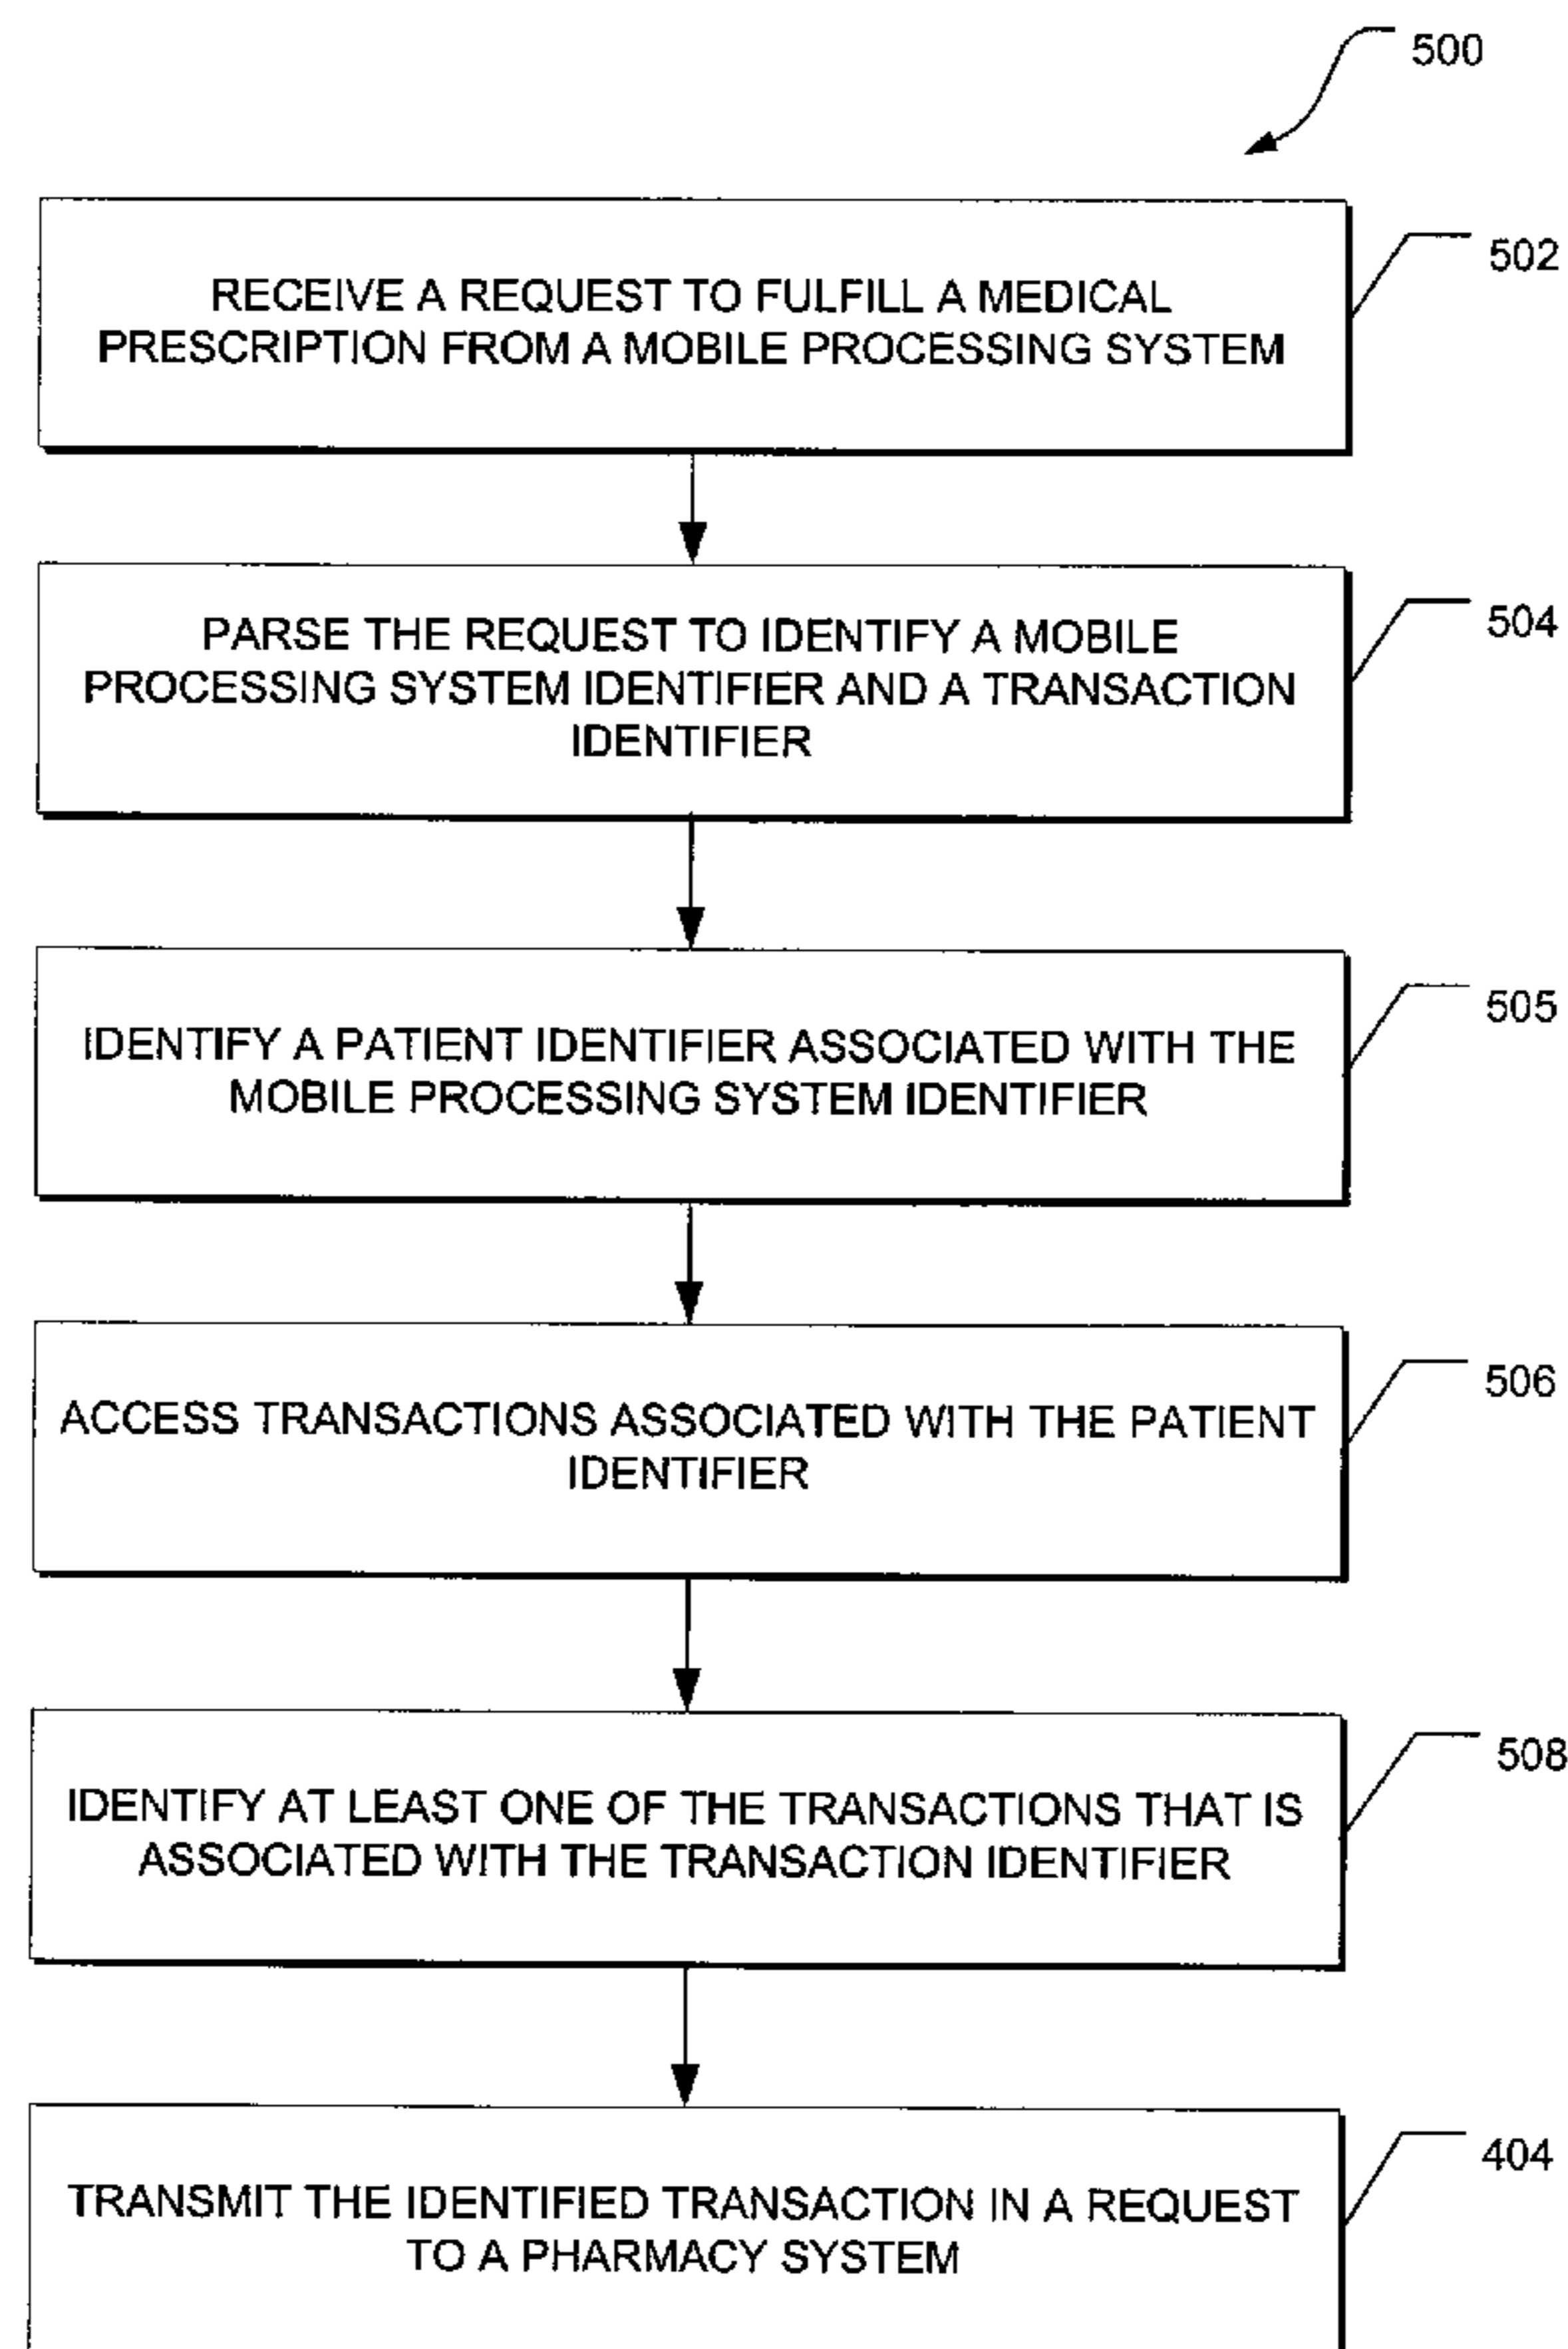 500
RECEIVE A REQUEST TO FULFILL A MEDICAL
PRESCRIPTION FROM A MOBILE PROCESSING SYSTEM
502
PARSE THE REQUEST TO IDENTIFY A MOBILE
PROCESSING SYSTEM IDENTIFIER AND A TRANSACTION
IDENTIFIER
504
IDENTIFY A PATIENT IDENTIFIER ASSOCIATED WITH THE
MOBILE PROCESSING SYSTEM IDENTIFIER
505
ACCESS TRANSACTIONS ASSOCIATED WITH THE PATIENT
IDENTIFIER
506
IDENTIFY AT LEAST ONE OF THE TRANSACTIONS THAT IS
ASSOCIATED WITH THE TRANSACTION IDENTIFIER
508
TRANSMIT THE IDENTIFIED TRANSACTION IN A REQUEST
TO A PHARMACY SYSTEM
404